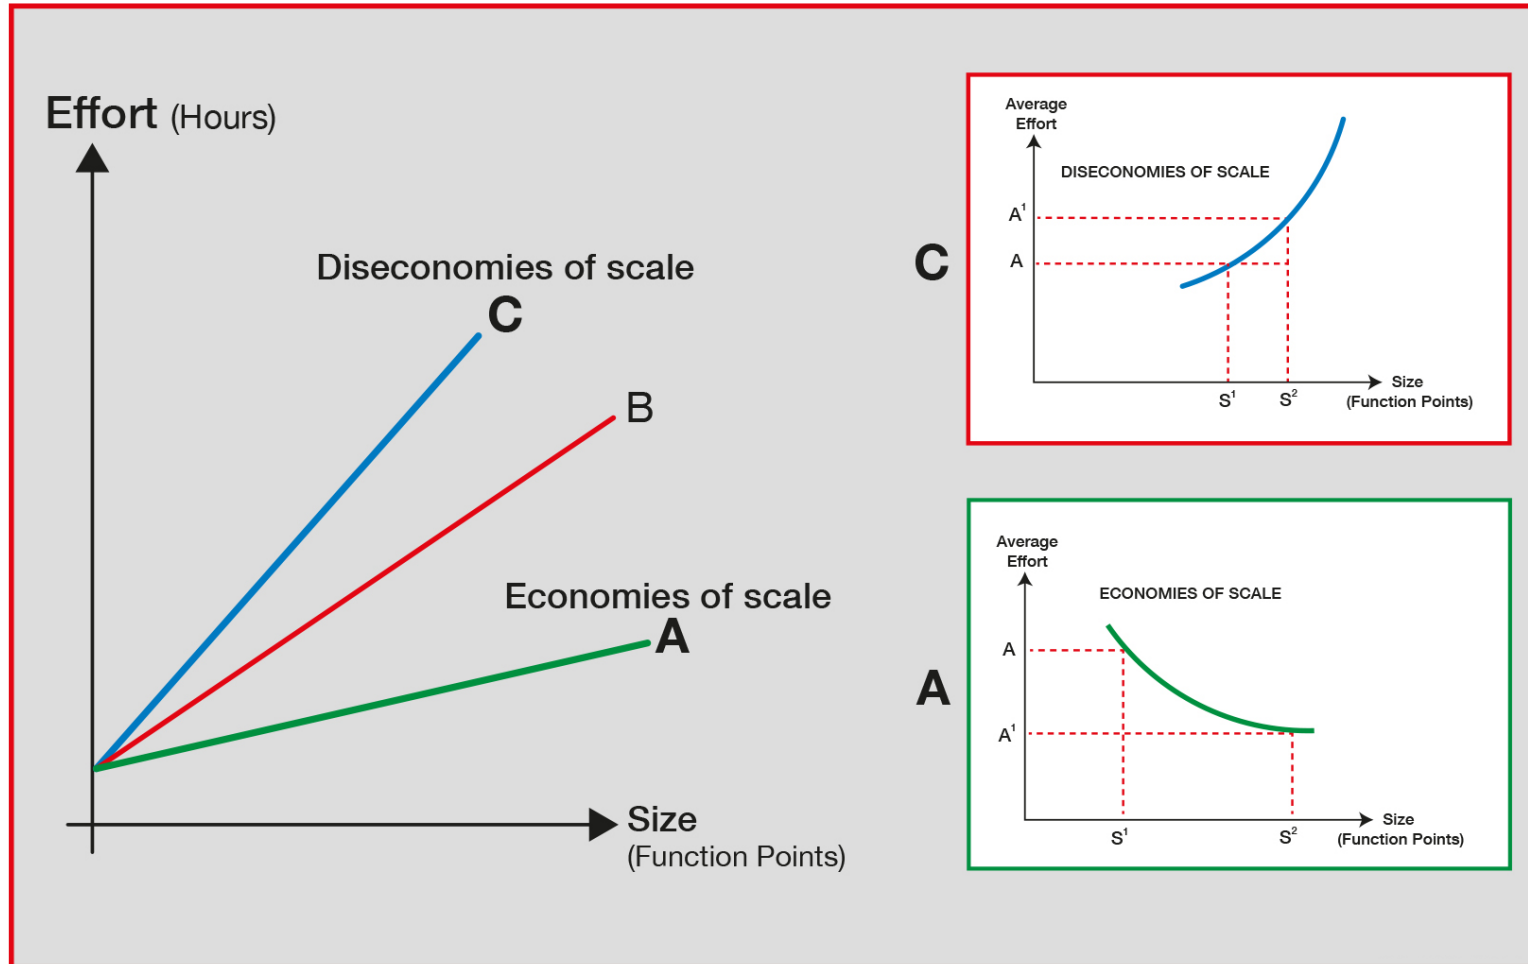 Effort (Hours)
Diseconomies of scale
C
B
Economies of scale
A
Size
(Function Points)
C
Average
Effort
DISECONOMIES OF SCALE
A¹
A
S¹ S²
Size
(Function Points)
A
Average
Effort
ECONOMIES OF SCALE
A
A¹
S¹ S²
Size
(Function Points)